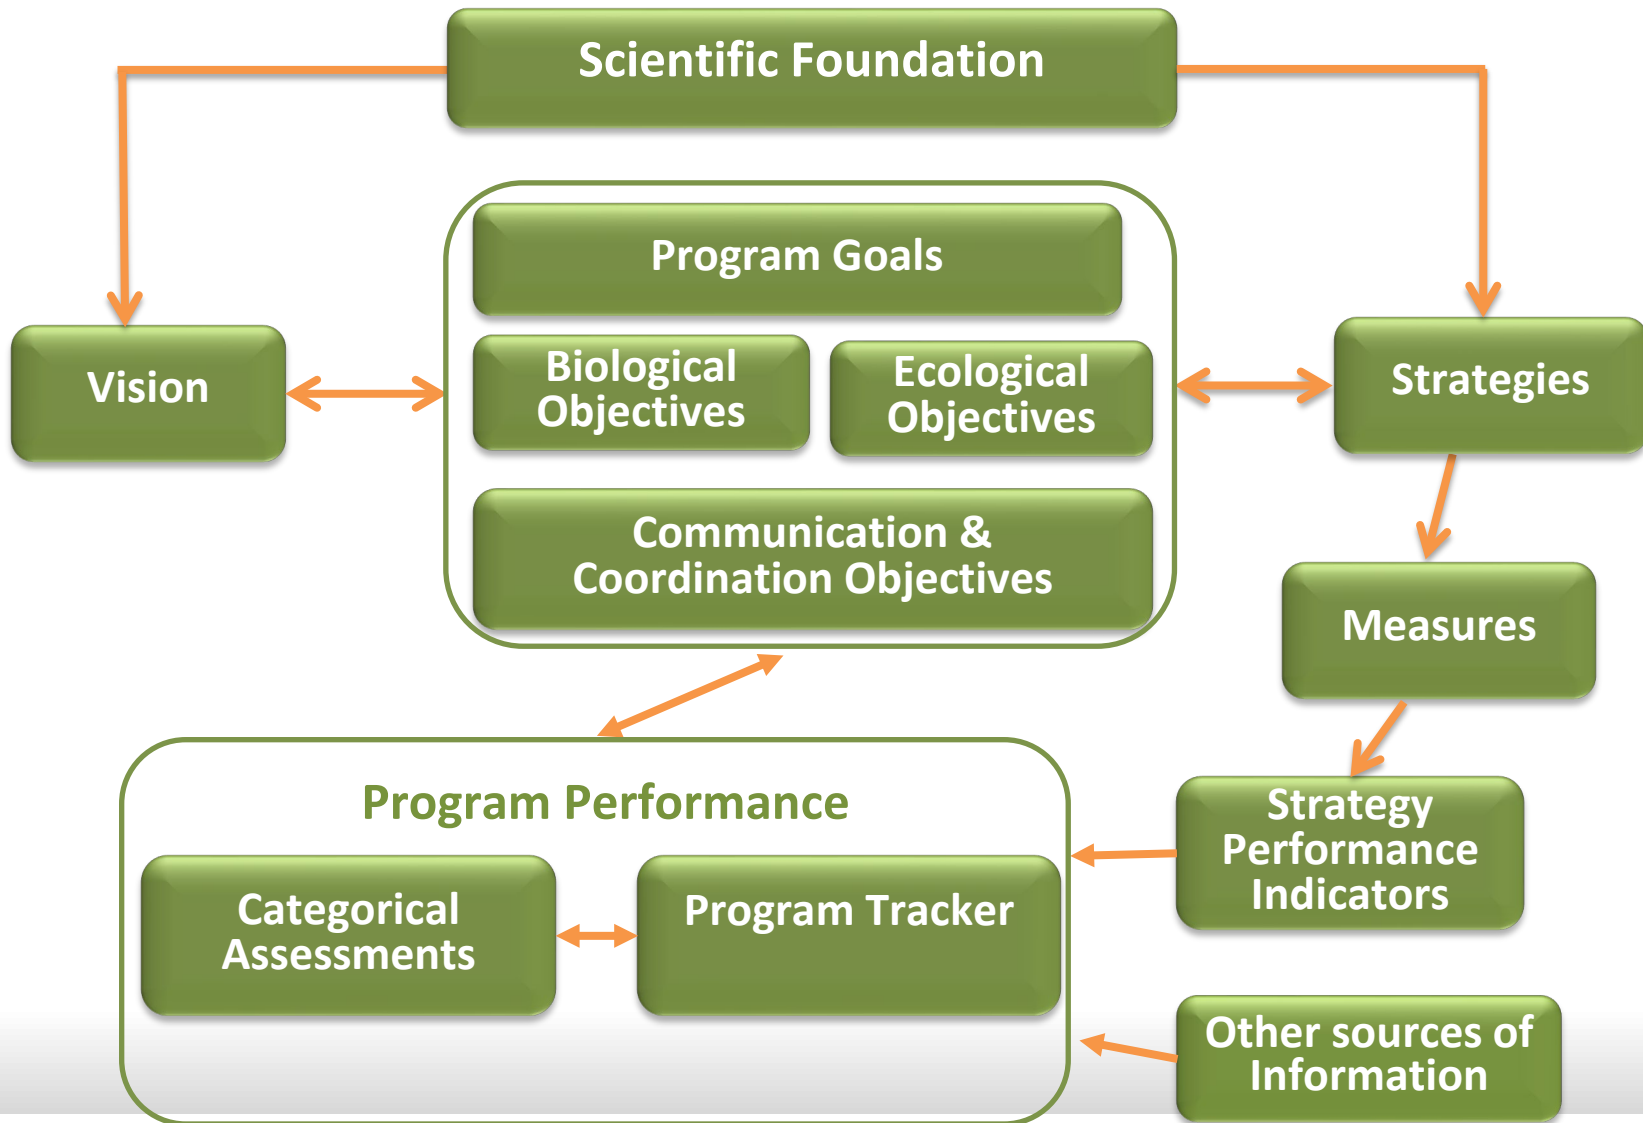 Scientific Foundation
Program Goals
Vision
Biological
Objectives
Ecological
Objectives
Strategies
Communication &
Coordination Objectives
Measures
Program Performance
Categorical
Assessments
Program Tracker
Strategy
Performance
Indicators
Other sources of
Information